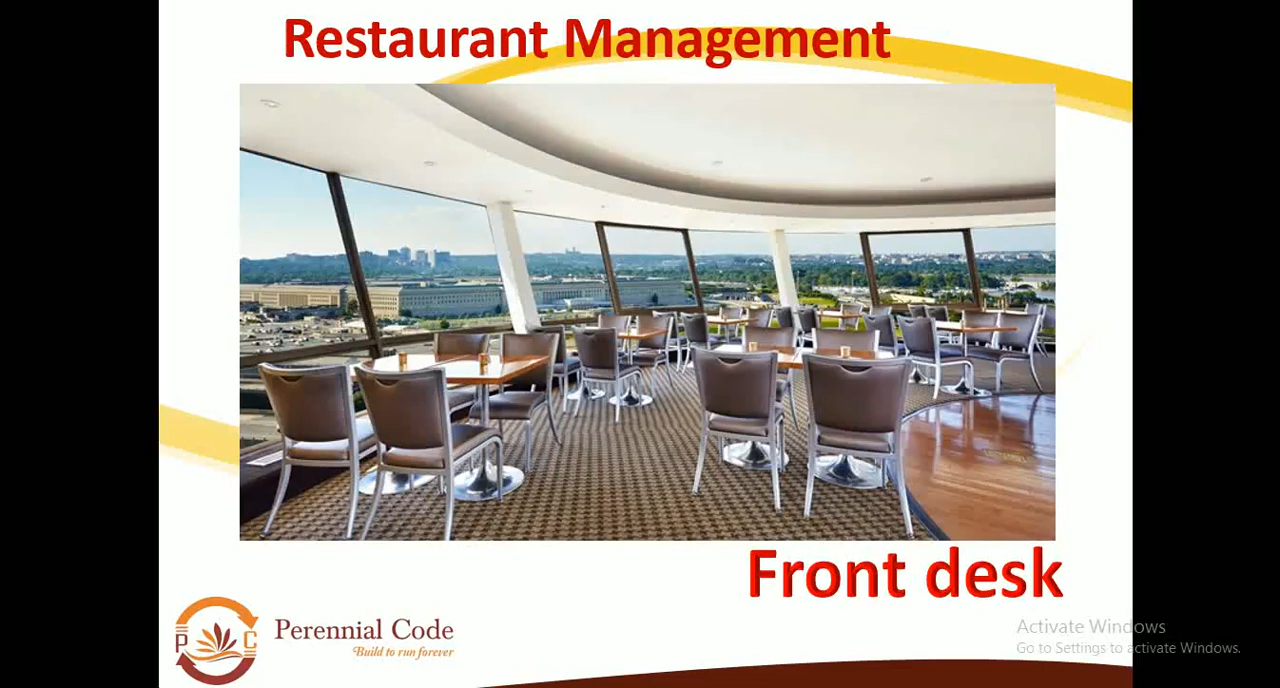 Restaurant Management
Front desk
P C
Perennial Code
Build to run forever
Activate Windows
Go to Settings to activate Windows.